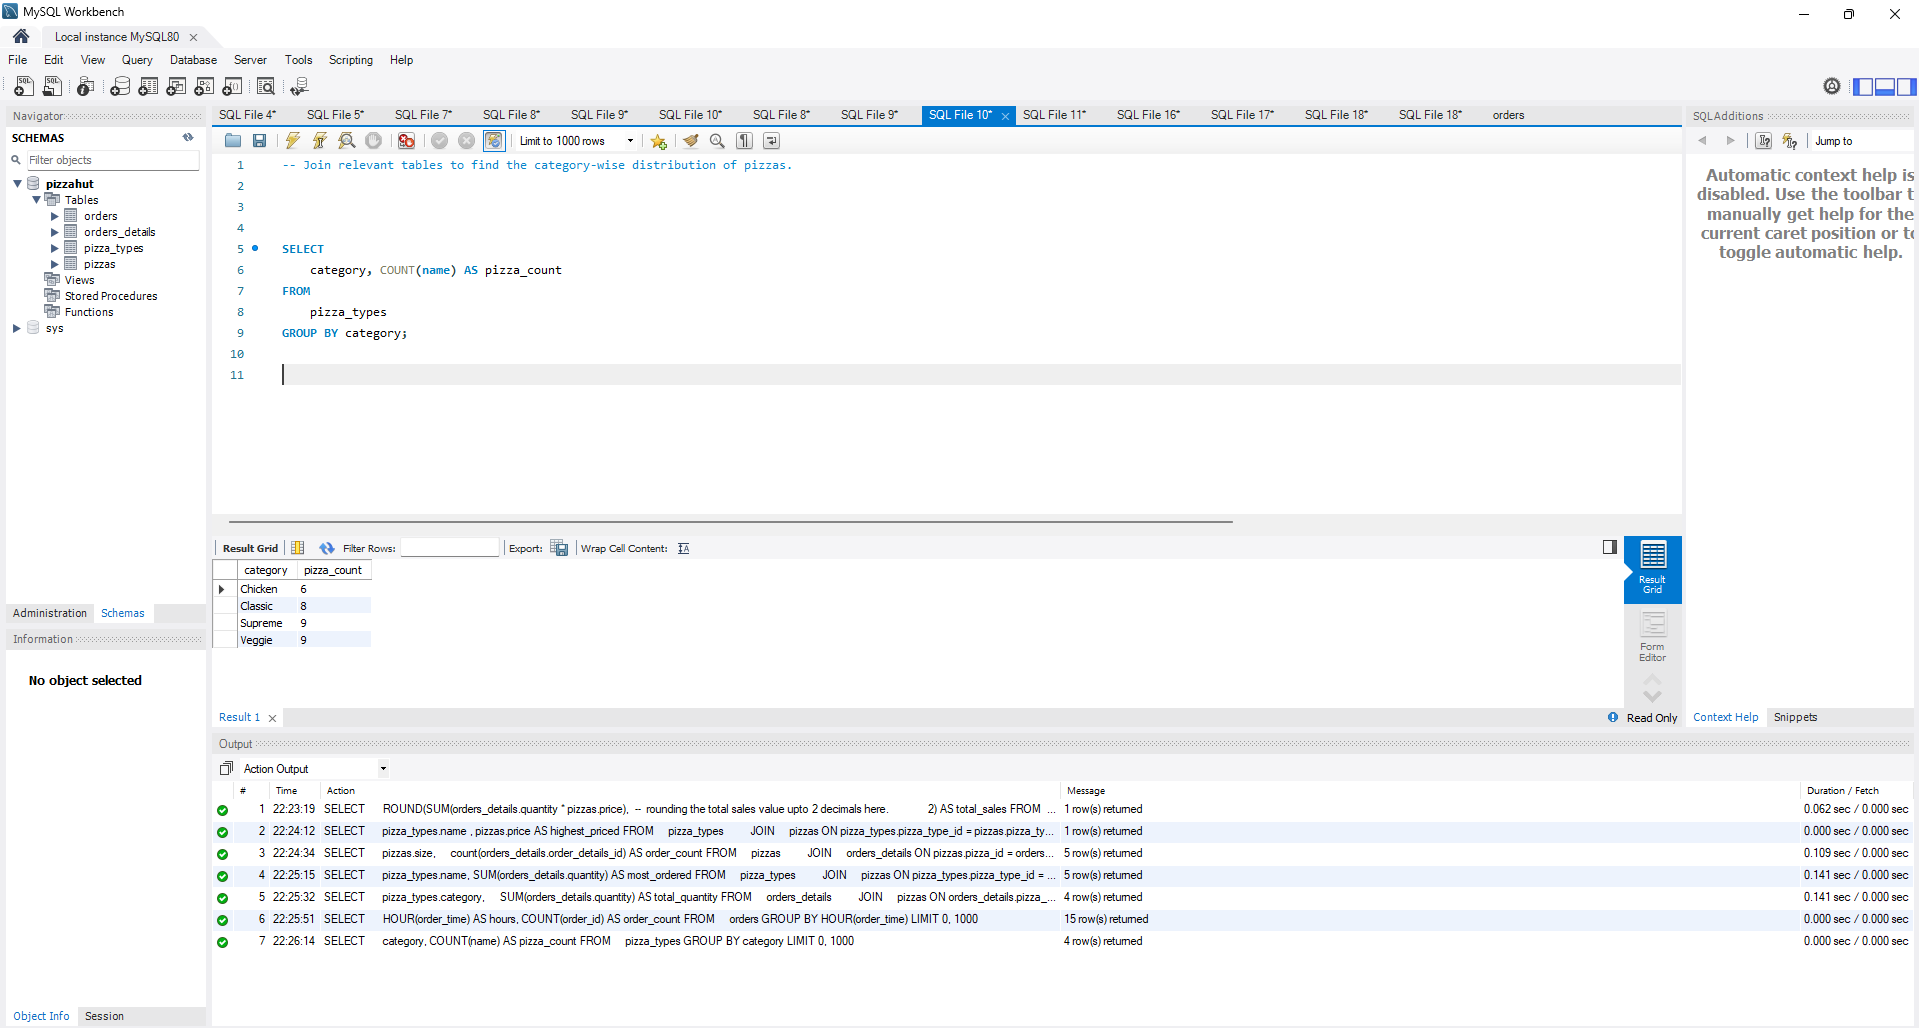 MySQL Workbench
Local instance MySQL80
File Edit View Query Database Server Tools Scripting Help
Navigator
SCHEMAS
Filter objects
pizzahut
Tables
orders
orders_details
pizza_types
pizzas
Views
Stored Procedures
Functions
sys
Administration Schemas
Information
No object selected
Object Info Session
SQL File 4* SQL File 5* SQL File 7* SQL File 8* SQL File 9* SQL File 10* SQL File 8* SQL File 9* SQL File 10* SQL File 11* SQL File 16* SQL File 17* SQL File 18* SQL File 18* orders
Limit to 1000 rows
1 -- Join relevant tables to find the category-wise distribution of pizzas.
2
3
4
5 SELECT
6 category, COUNT(name) AS pizza_count
7 FROM
8 pizza_types
9 GROUP BY category;
10
11
Result Grid Filter Rows: Export: Wrap Cell Content:
category pizza_count
Chicken 6
Classic 8
Supreme 9
Veggie 9
Result Grid
Form Editor
Result 1
Read Only
SQLAdditions
Jump to
Automatic context help is
disabled. Use the toolbar t
manually get help for the
current caret position or to
toggle automatic help.
Context Help Snippets
Output
Action Output
# Time Action Message Duration / Fetch
1 22:23:19 SELECT ROUND(SUM(orders_details.quantity * pizzas.price), -- rounding the total sales value upto 2 decimals here. 2) AS total_sales FROM ... 1 row(s) returned 0.062 sec / 0.000 sec
2 22:24:12 SELECT pizza_types.name , pizzas.price AS highest_priced FROM pizza_types JOIN pizzas ON pizza_types.pizza_type_id = pizzas.pizza_ty... 1 row(s) returned 0.000 sec / 0.000 sec
3 22:24:34 SELECT pizzas.size, count(orders_details.order_details_id) AS order_count FROM pizzas JOIN orders_details ON pizzas.pizza_id = orders... 5 row(s) returned 0.109 sec / 0.000 sec
4 22:25:15 SELECT pizza_types.name, SUM(orders_details.quantity) AS most_ordered FROM pizza_types JOIN pizzas ON pizza_types.pizza_type_id = ... 5 row(s) returned 0.141 sec / 0.000 sec
5 22:25:32 SELECT pizza_types.category, SUM(orders_details.quantity) AS total_quantity FROM orders_details JOIN pizzas ON orders_details.pizza_... 4 row(s) returned 0.141 sec / 0.000 sec
6 22:25:51 SELECT HOUR(order_time) AS hours, COUNT(order_id) AS order_count FROM orders GROUP BY HOUR(order_time) LIMIT 0, 1000 15 row(s) returned 0.000 sec / 0.000 sec
7 22:26:14 SELECT category, COUNT(name) AS pizza_count FROM pizza_types GROUP BY category LIMIT 0, 1000 4 row(s) returned 0.000 sec / 0.000 sec